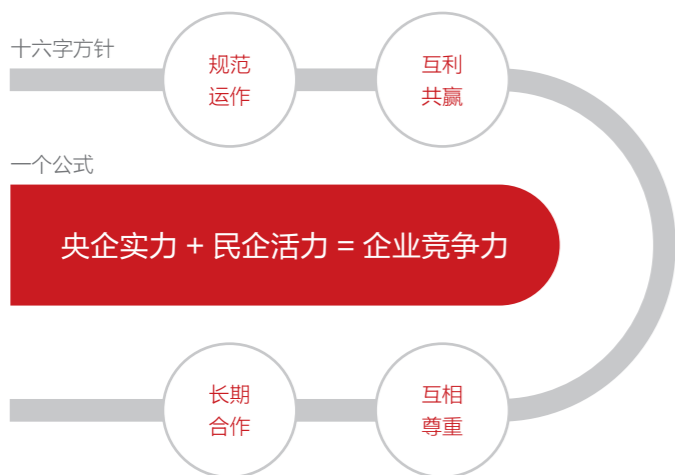 十六字方针
规范
运作
互利
共赢
一个公式
央企实力 + 民企活力 = 企业竞争力
长期
合作
互相
尊重